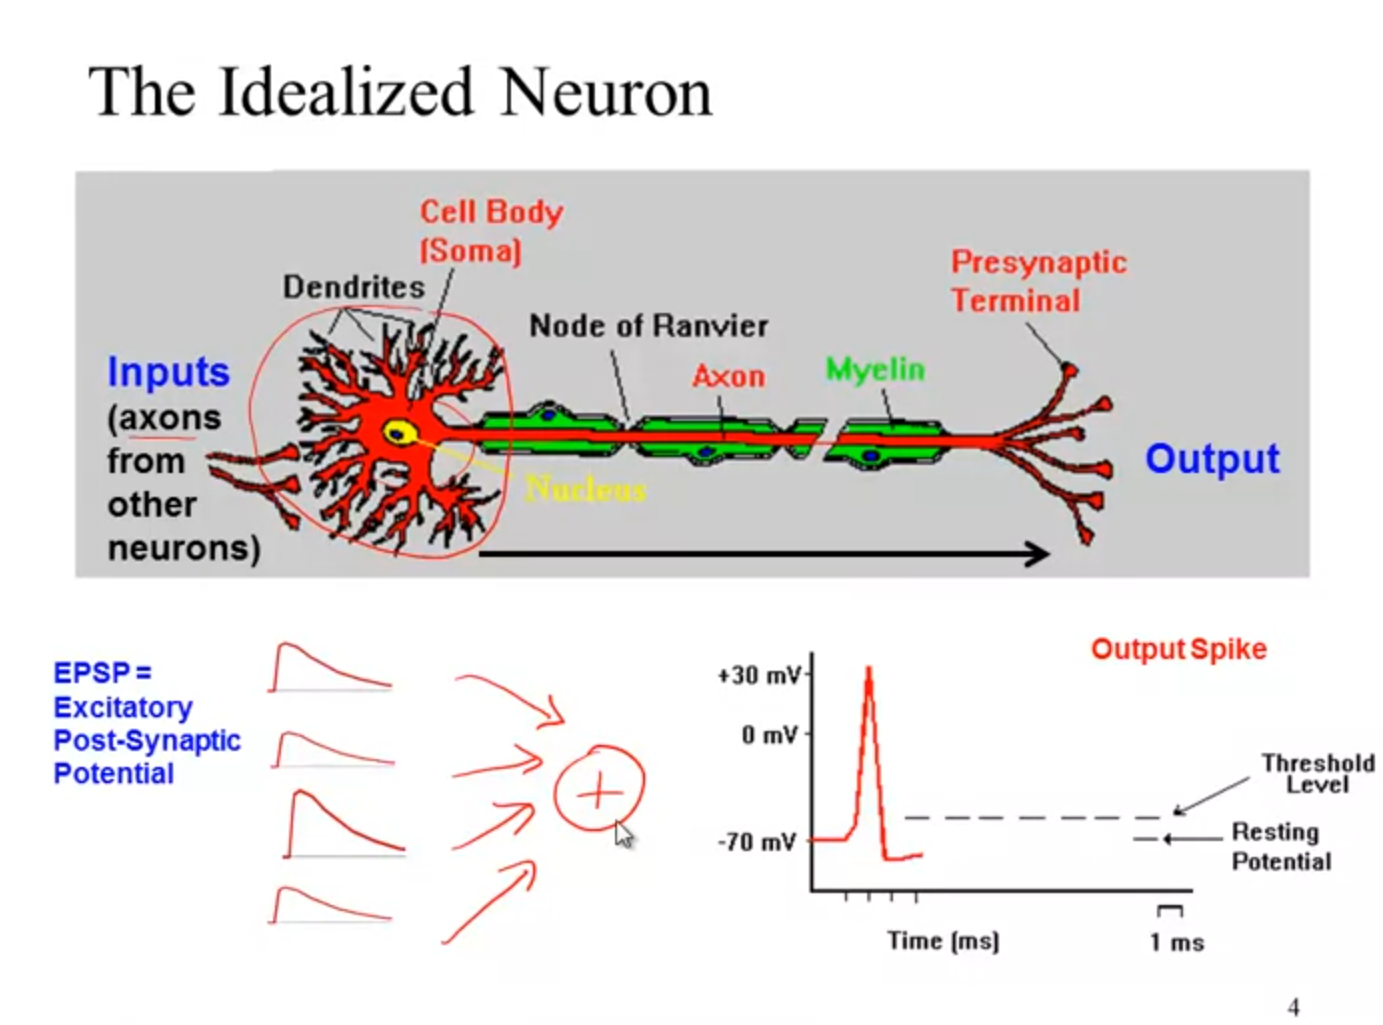 The Idealized Neuron
Cell Body
(Soma)
Dendrites
Presynaptic
Terminal
Node of Ranvier
Axon
Myelin
Inputs
(axons
from
other
neurons)
Nucleus
Output
EPSP =
Excitatory
Post-Synaptic
Potential
+
Output Spike
+30 mV
0 mV
-70 mV
Threshold
Level
Resting
Potential
Time (ms)
1 ms
4